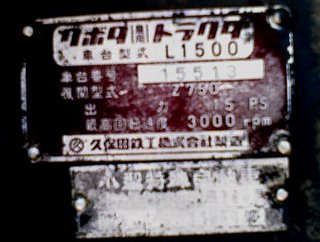 クボタ 農用 トラクタ
車台型式 L1500
車台番号 15513
機関型式 Z750
出力 15 PS
最高回転速度 3000 rpm
久保田鉄工株式会社製造